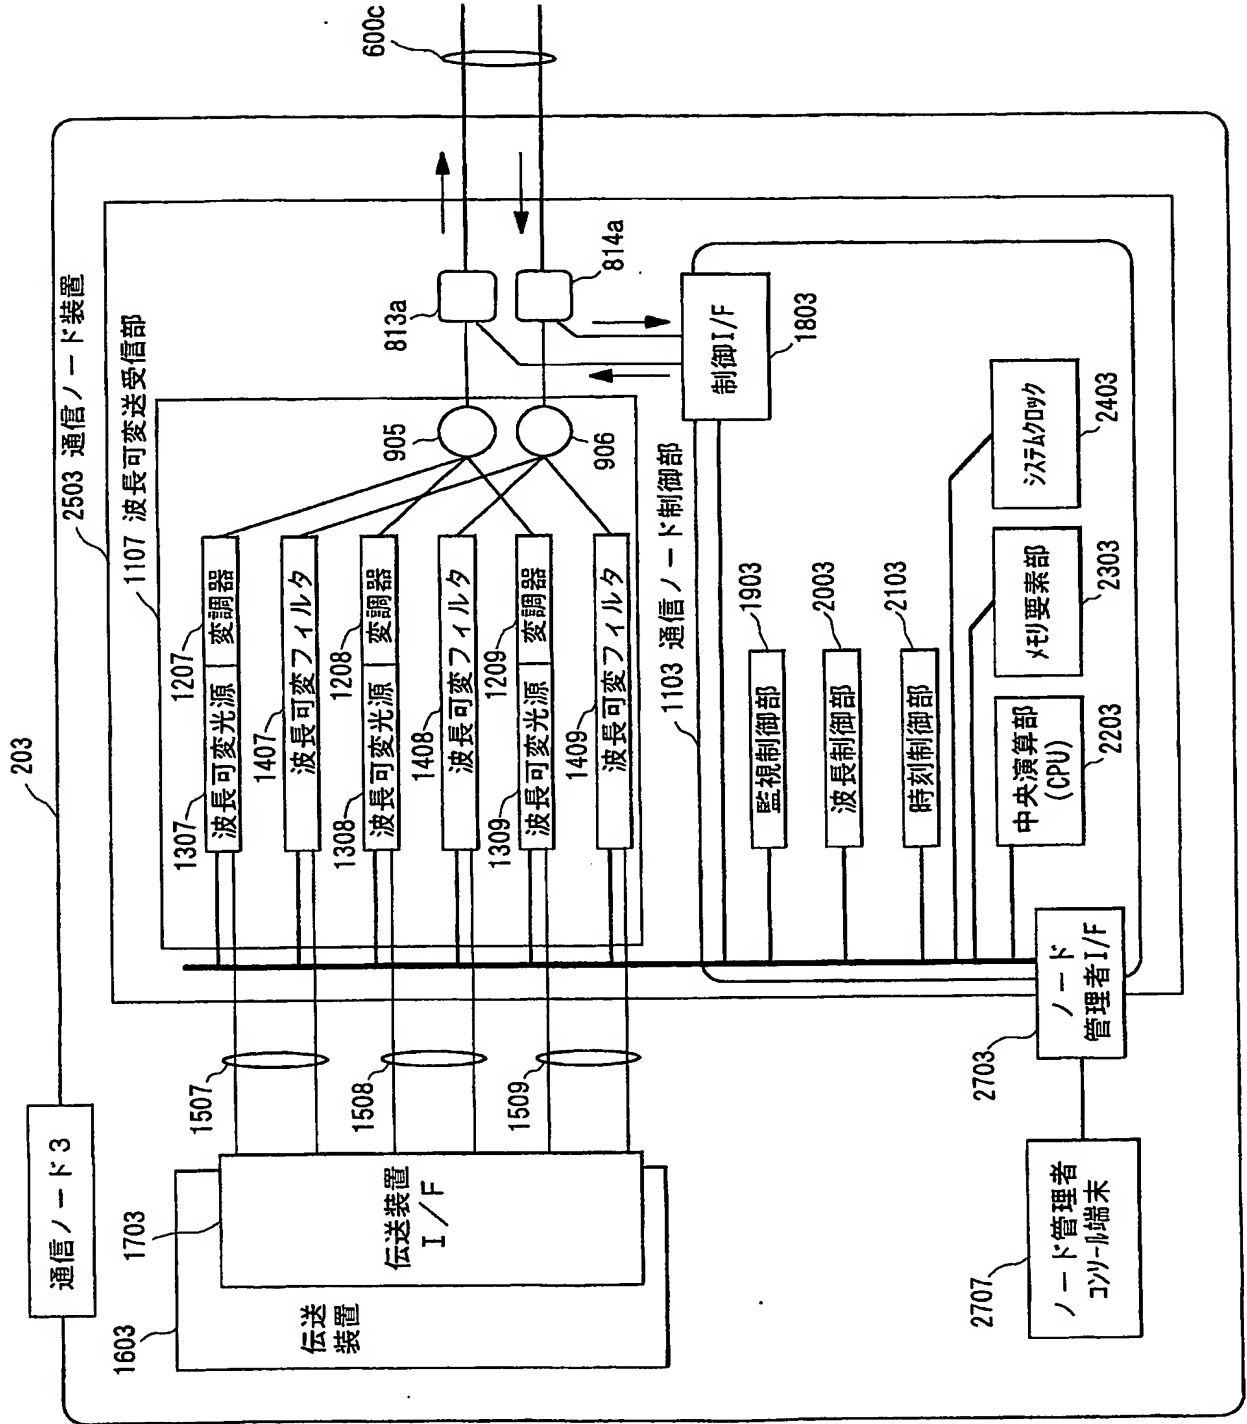 203
通信ノード3
2503 通信ノード装置
1107 波長可変送受信部
1307
1207
波長可変光源
変調器
1407
波長可変フィルタ
1308
1208
波長可変光源
変調器
1408
波長可変フィルタ
1309
1209
波長可変光源
変調器
1409
波長可変フィルタ
905
906
813a
814a
600c
1507
1508
1509
1603
伝送
装置
1703
伝送装置
I/F
1103 通信ノード制御部
制御I/F
1803
監視制御部
1903
波長制御部
2003
時刻制御部
2103
中央演算部
(CPU)
2203
メモリ要素部
2303
システムクロック
2403
2703
ノード
管理者I/F
2707
ノード管理者
コンソール端末